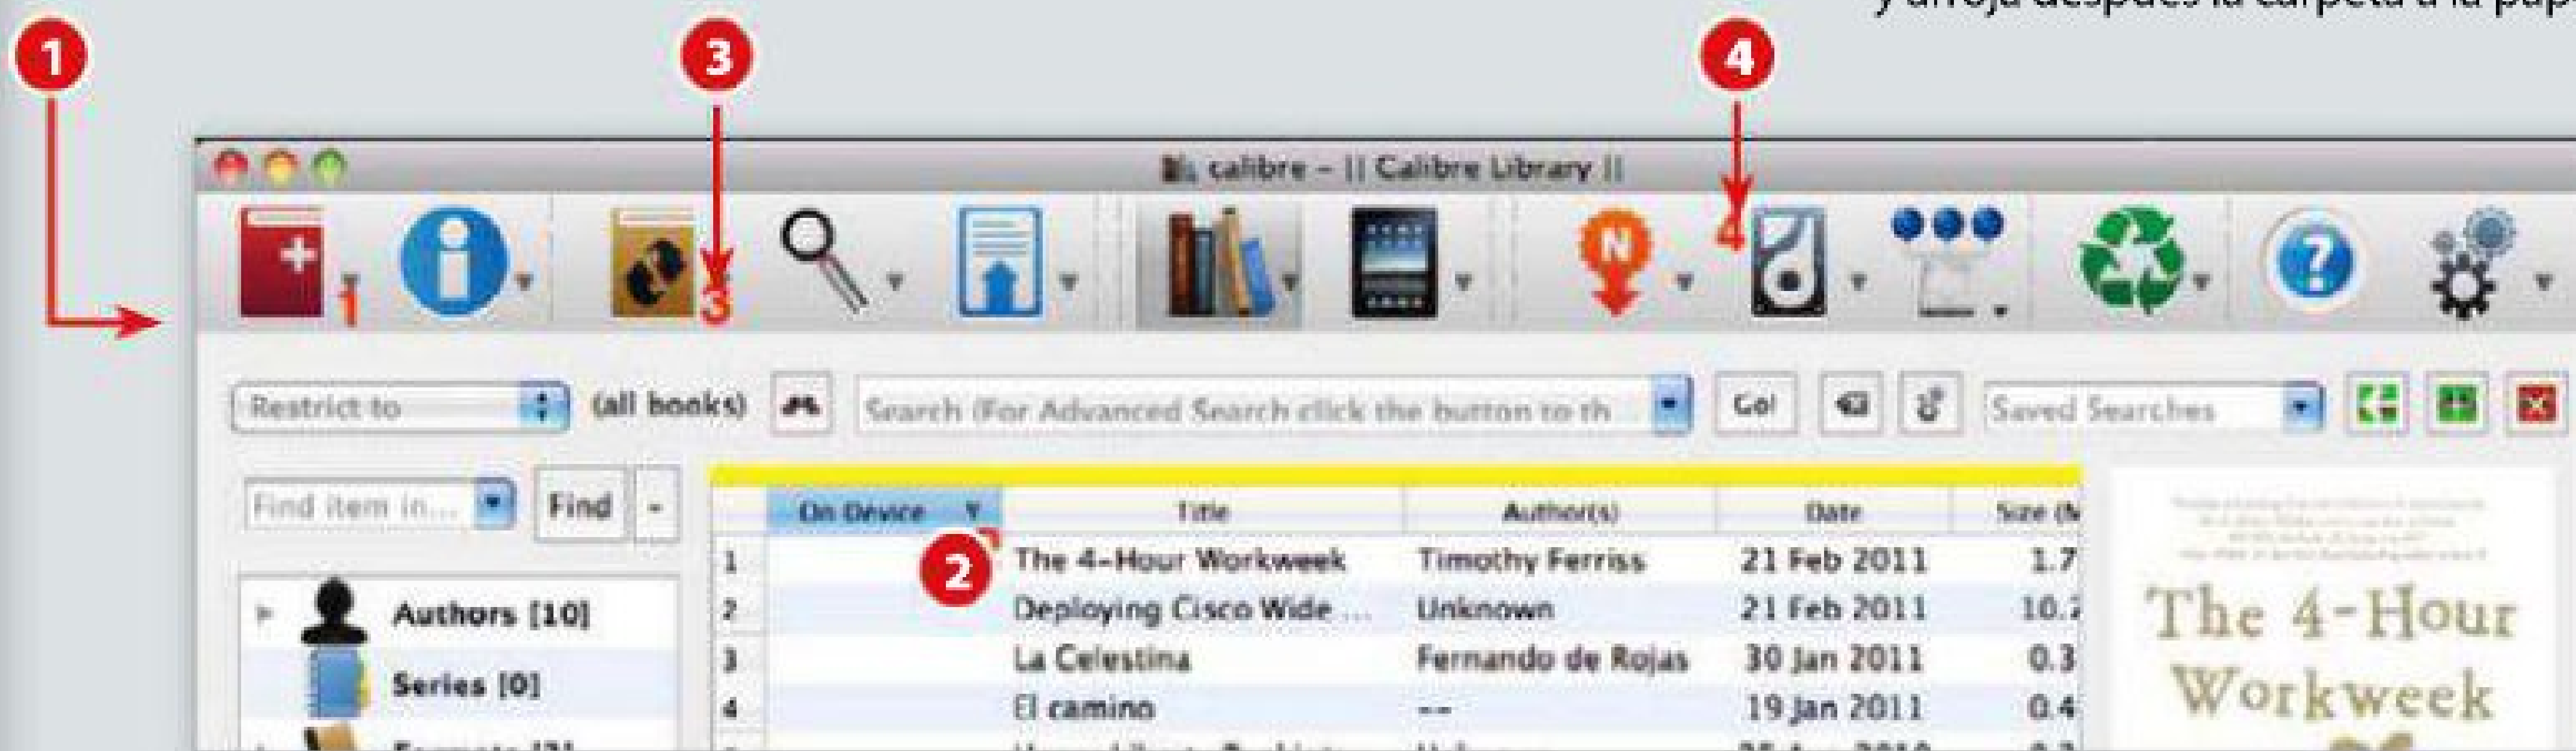 y arroja después la carpeta a la pap
1
3
4
calibre - || Calibre Library ||
N
4
?
1
3
Restrict to
(all books)
Search (For Advanced Search click the button to th
Go!
Saved Searches
Find item in...
Find
On Device
Title
Author(s)
Date
Size (M
1
2
The 4-Hour Workweek
Timothy Ferriss
21 Feb 2011
1.7
2
Deploying Cisco Wide ...
Unknown
21 Feb 2011
10.2
Authors [10]
3
La Celestina
Fernando de Rojas
30 Jan 2011
0.3
Series [0]
4
El camino
--
19 Jan 2011
0.4
The 4-Hour
Workweek